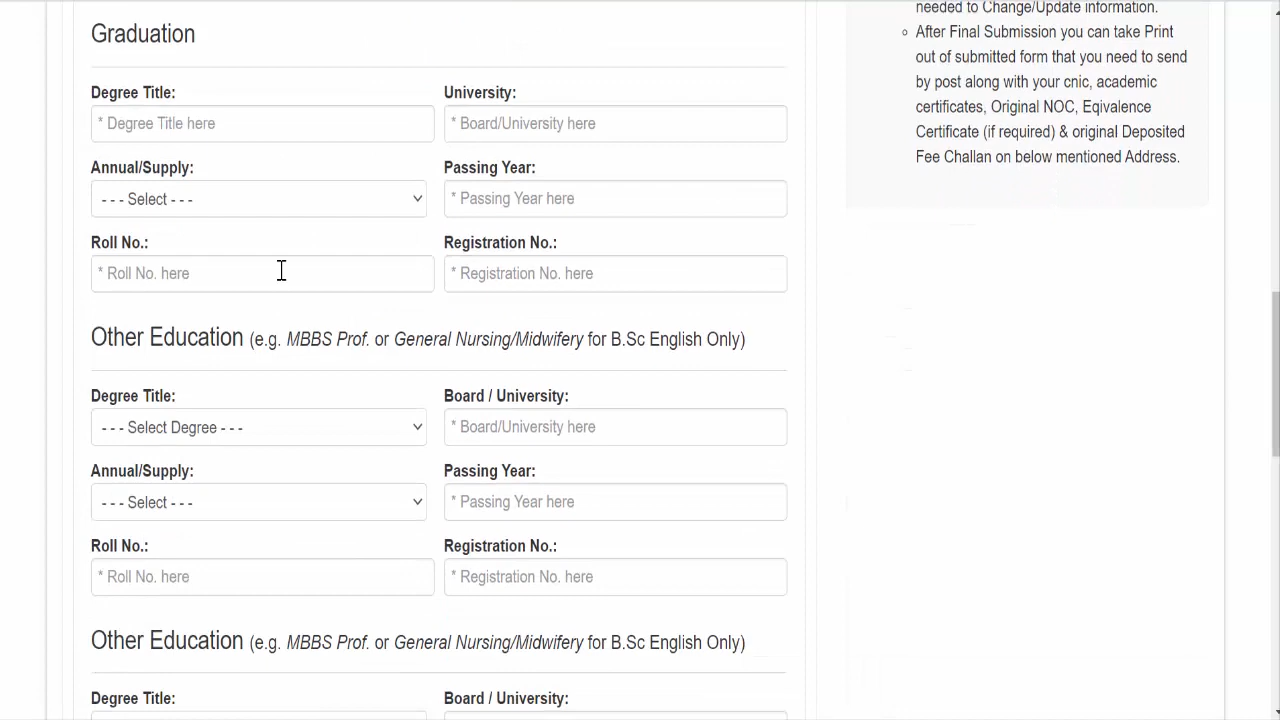 Graduation
Degree Title:
* Degree Title here
University:
* Board/University here
Annual/Supply:
- - - Select - - -
Passing Year:
* Passing Year here
Roll No.:
* Roll No. here
Registration No.:
* Registration No. here
Other Education (e.g. MBBS Prof. or General Nursing/Midwifery for B.Sc English Only)
Degree Title:
- - - Select Degree - - -
Board / University:
* Board/University here
Annual/Supply:
- - - Select - - -
Passing Year:
* Passing Year here
Roll No.:
* Roll No. here
Registration No.:
* Registration No. here
Other Education (e.g. MBBS Prof. or General Nursing/Midwifery for B.Sc English Only)
Degree Title:
Board / University:
needed to Change/Update information.
After Final Submission you can take Print
out of submitted form that you need to send
by post along with your cnic, academic
certificates, Original NOC, Eqivalence
Certificate (if required) & original Deposited
Fee Challan on below mentioned Address.